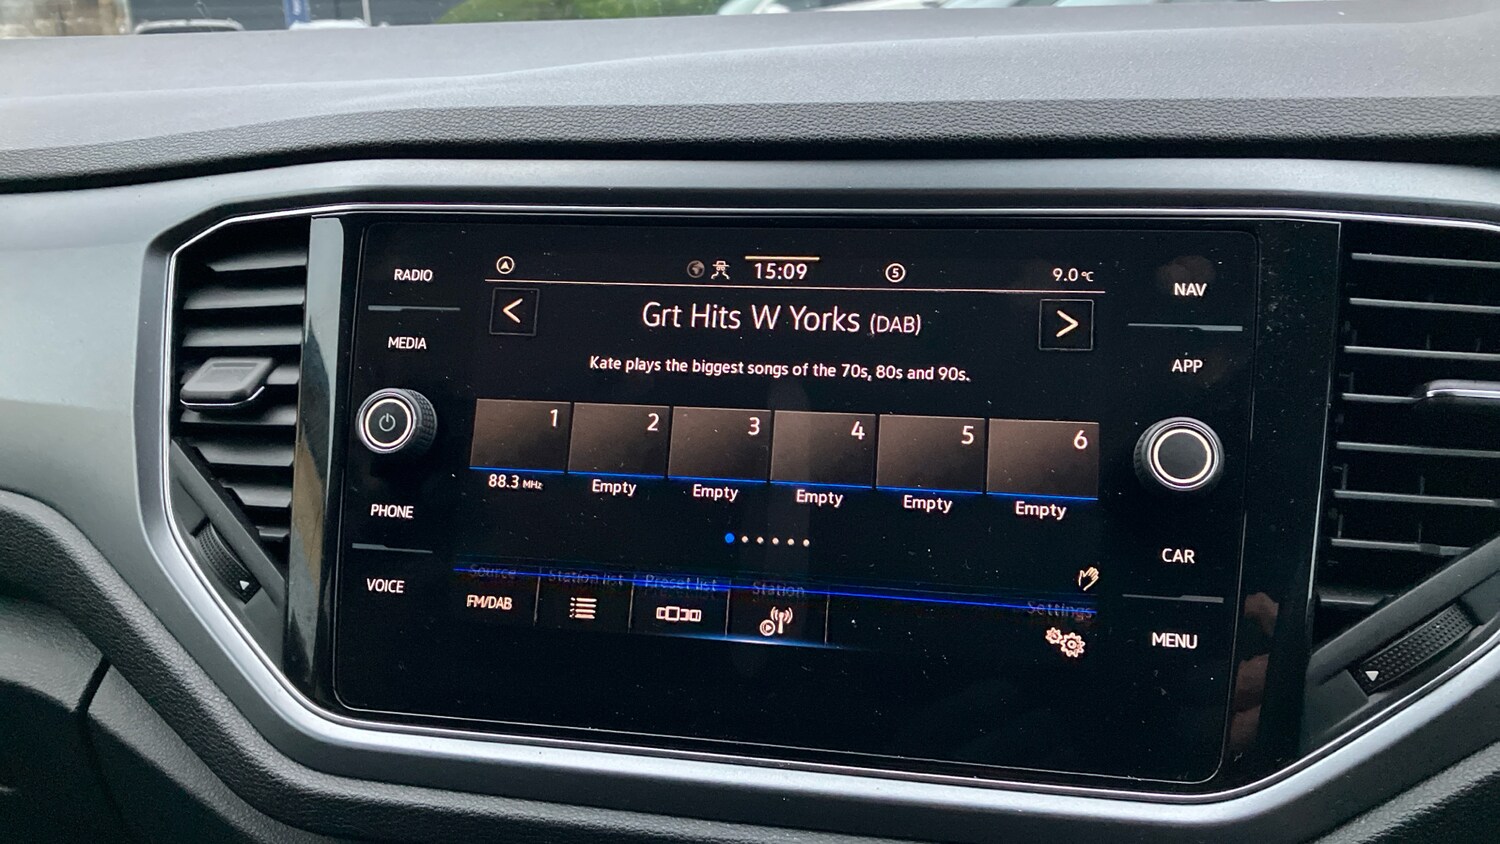 RADIO
MEDIA
PHONE
VOICE
15:09
5
9.0 °C
<
Grt Hits W Yorks (DAB)
>
Kate plays the biggest songs of the 70s, 80s and 90s.
1
2
3
4
5
6
88.3 MHz
Empty
Empty
Empty
Empty
Empty
Source
Station list
Preset list
Station
Settings
FM/DAB
NAV
APP
CAR
MENU